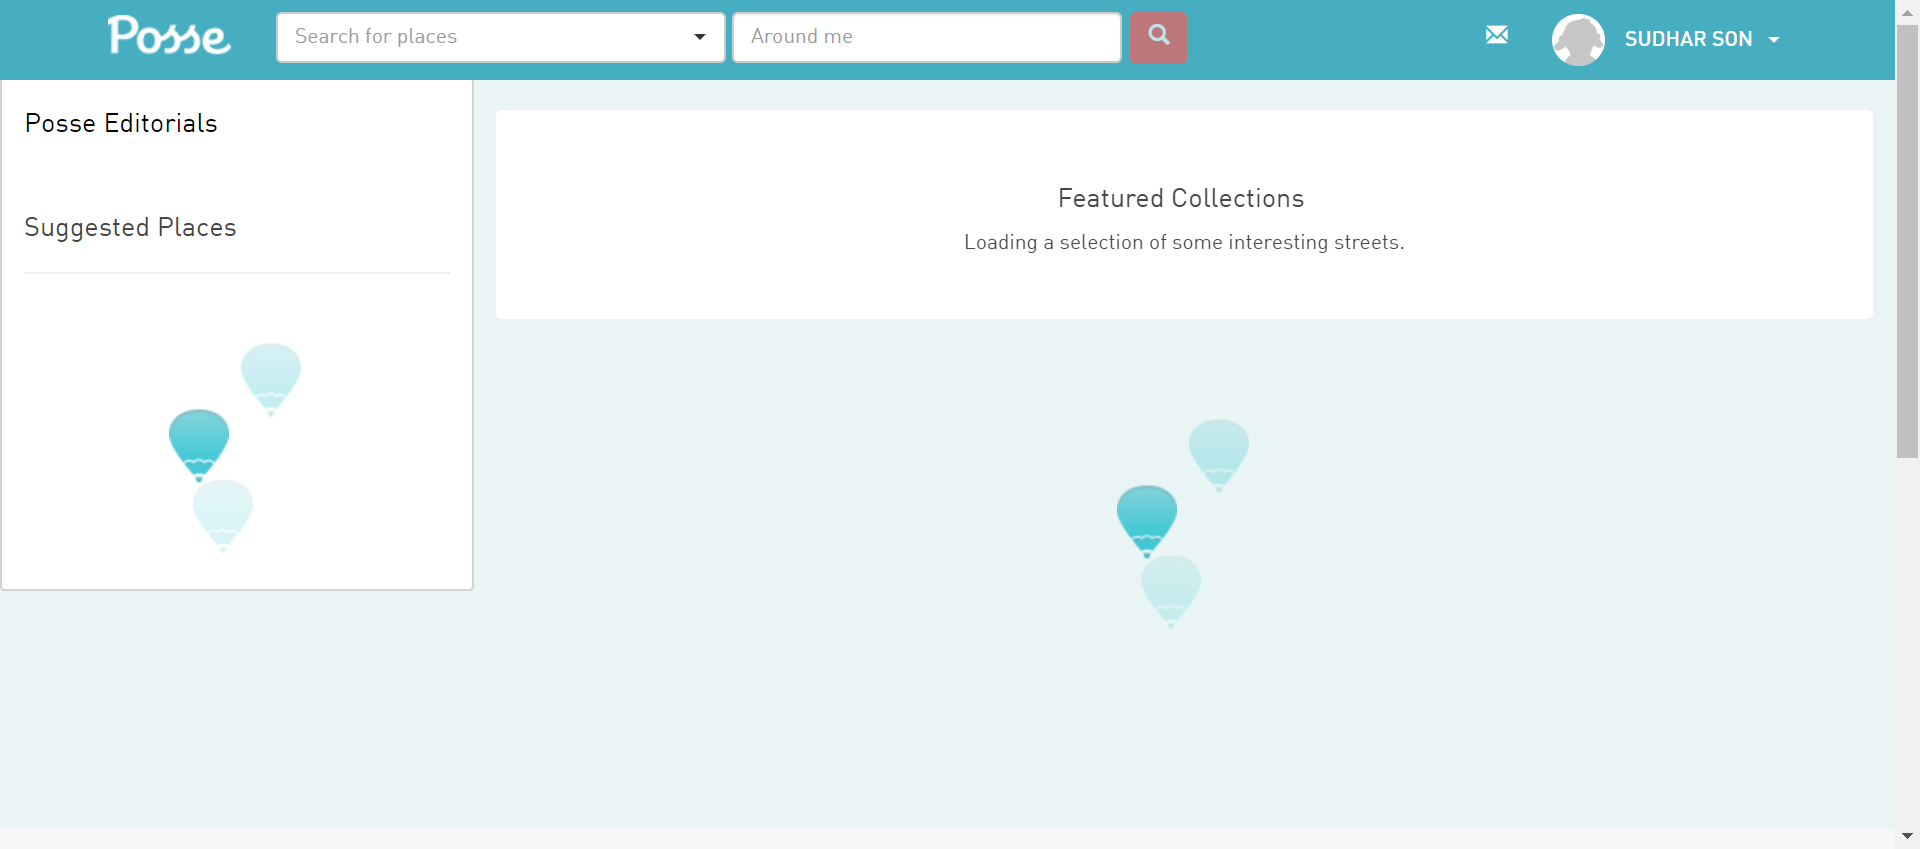 Posse
Search for places
Around me
SUDHAR SON
Posse Editorials
Suggested Places
Featured Collections
Loading a selection of some interesting streets.